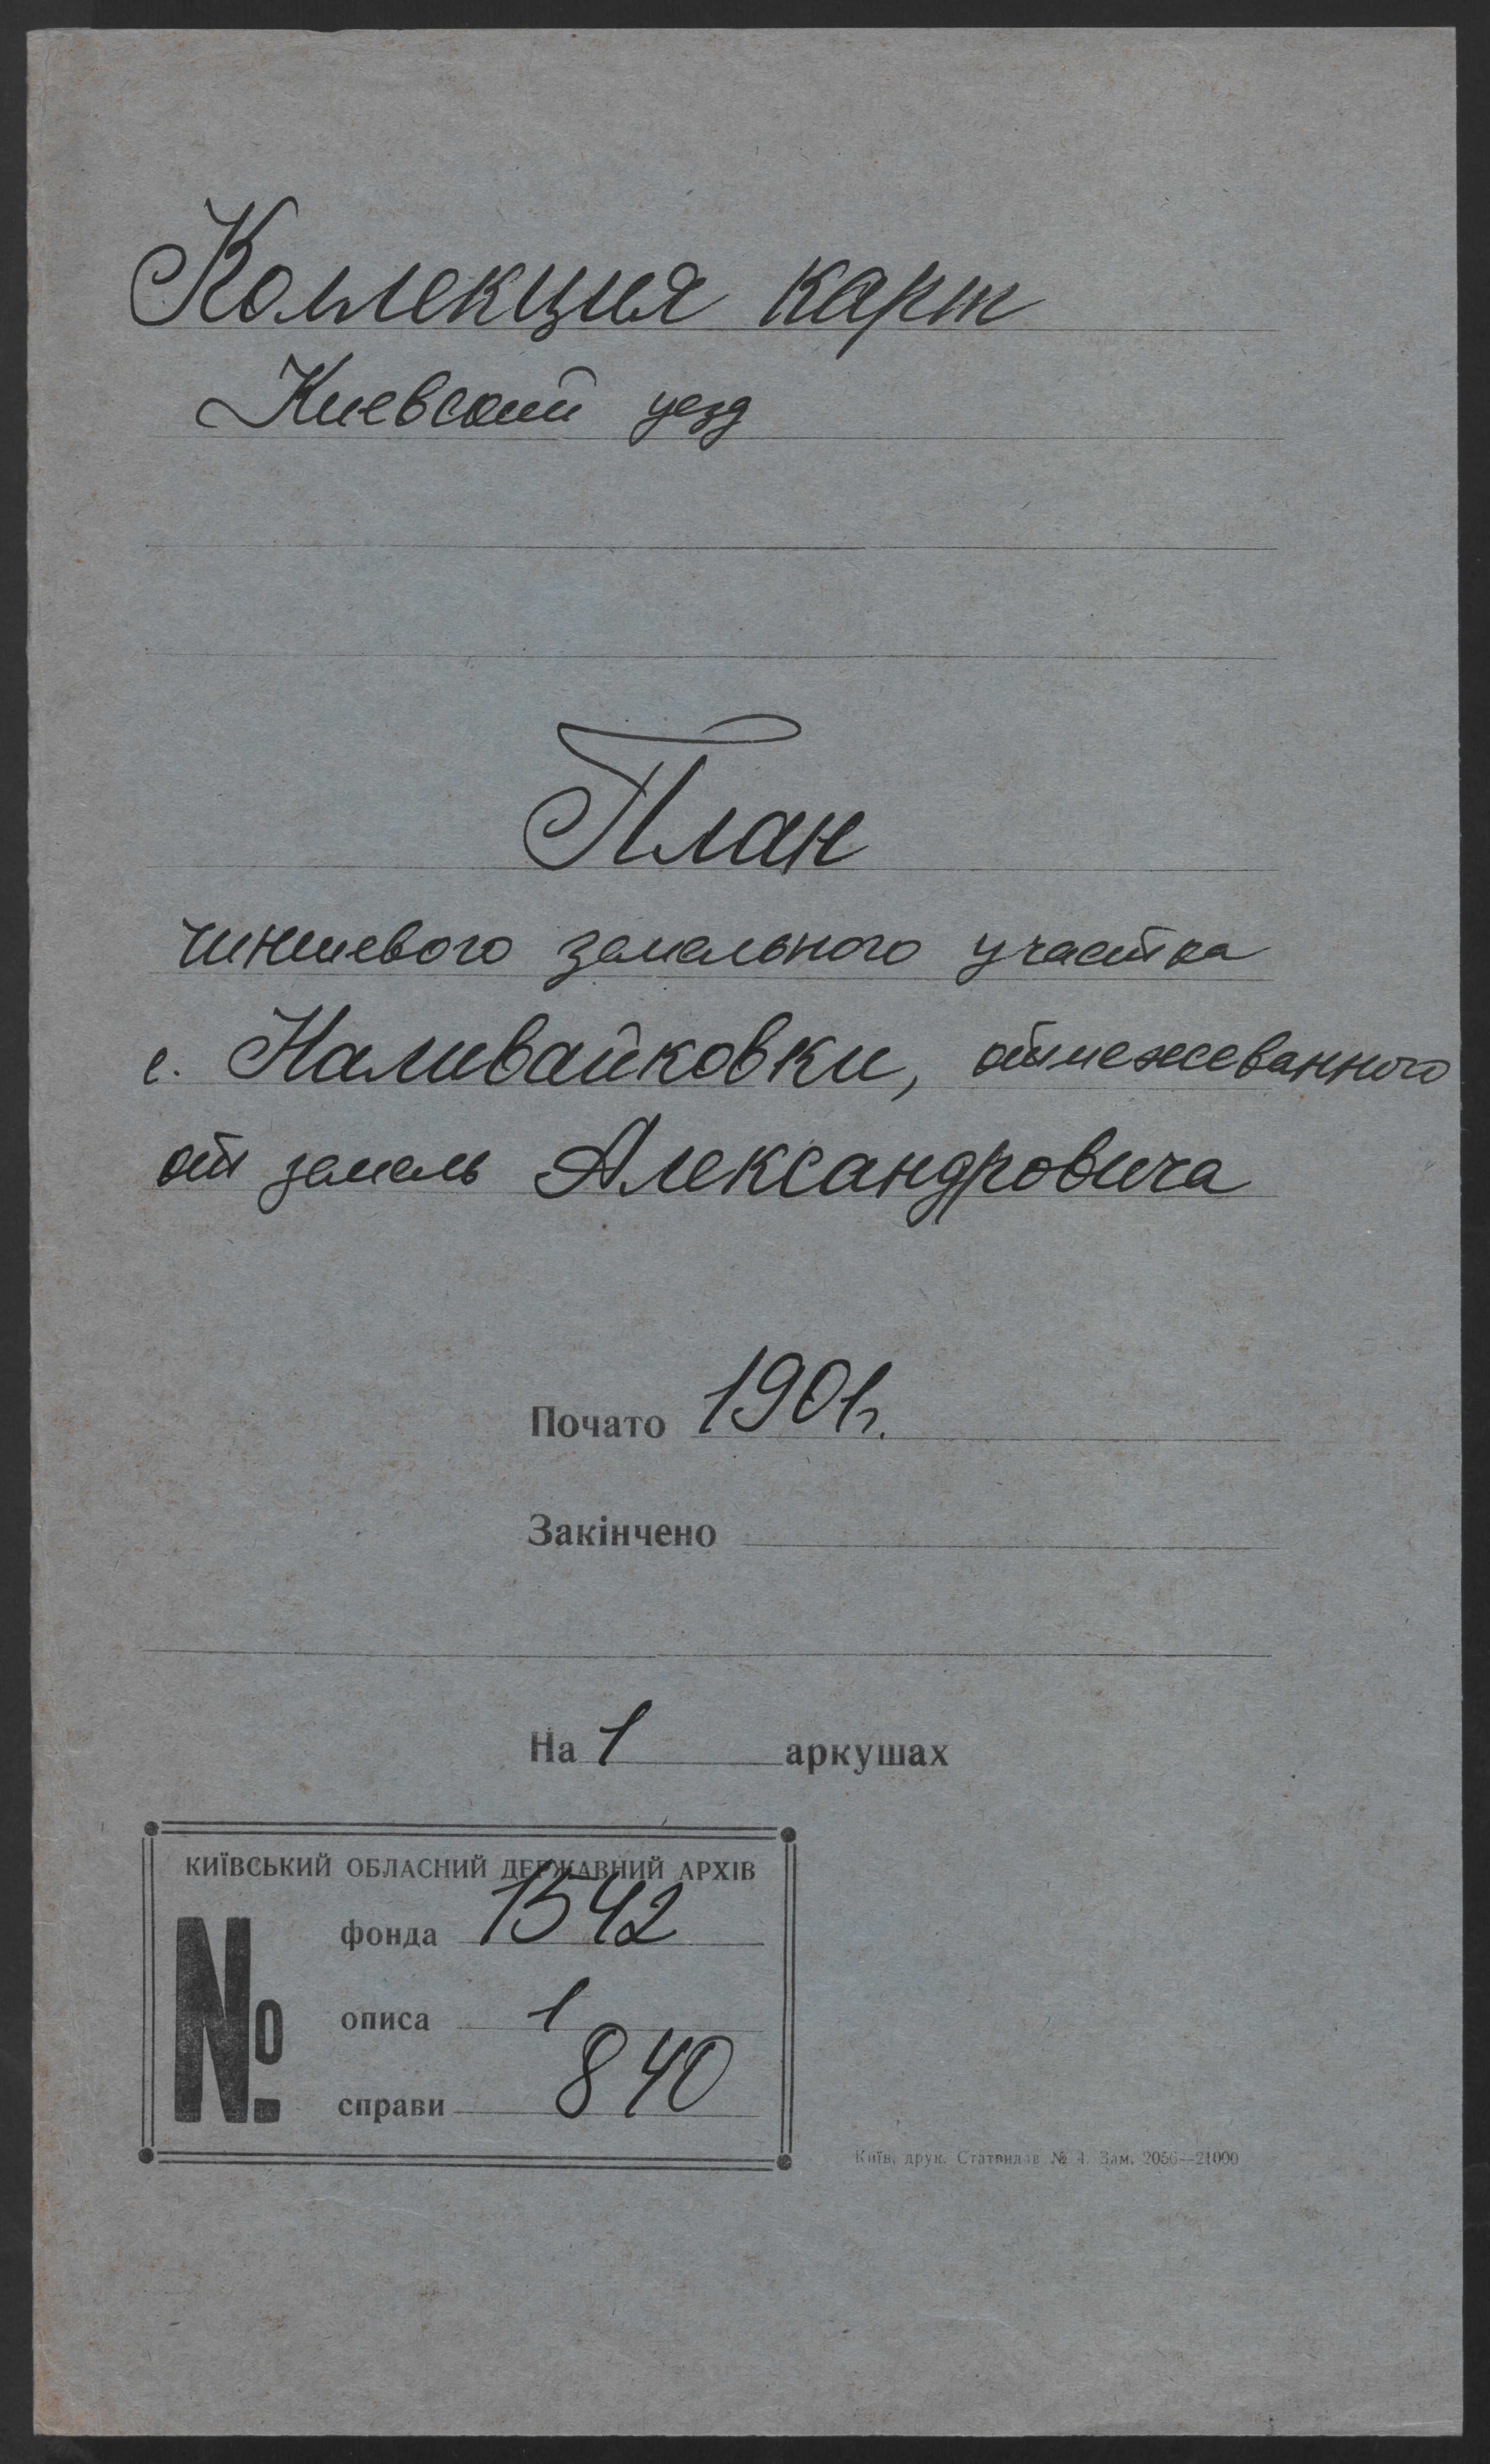 Коллекция карт
Киевский уезд
План
чиншевого земельного участка
с. Наливайковки, отмежеванного
от земель Александровича
Почато 1901г.
Закінчено
На 1 аркушах
КИЇВСЬКИЙ ОБЛАСНИЙ ДЕРЖАВНИЙ АРХІВ
№
фонда 1542
описа 1
справи 840
Київ, друк. Статвидав № 4. Зам. 2056—21000